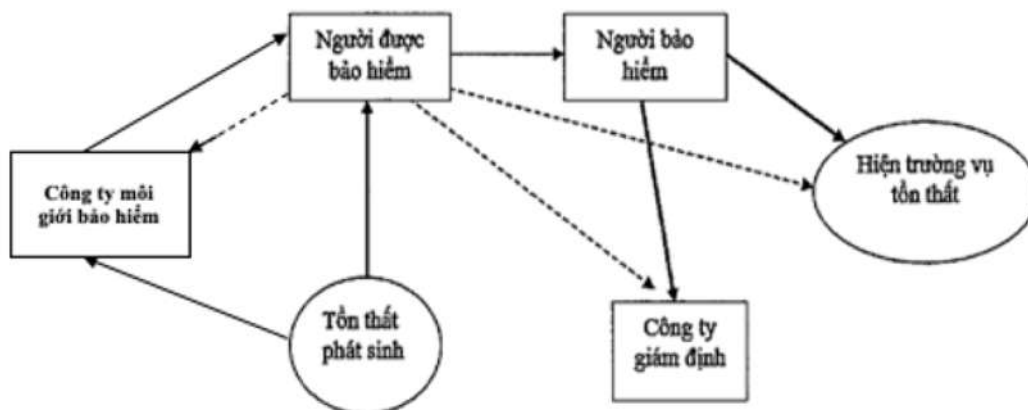 Người được
bảo hiểm
Người bảo
hiểm
Công ty môi
giới bảo hiểm
Hiện trường vụ
tổn thất
Tổn thất
phát sinh
Công ty
giám định